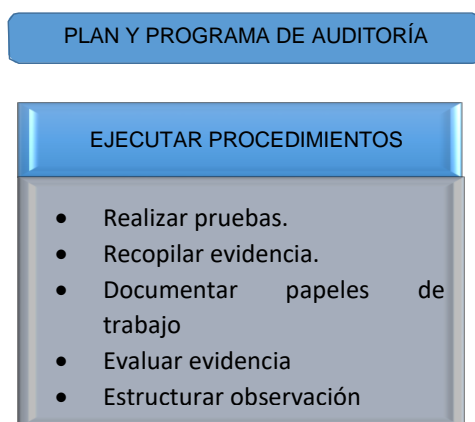 PLAN Y PROGRAMA DE AUDITORÍA
EJECUTAR PROCEDIMIENTOS
• Realizar pruebas.
• Recopilar evidencia.
• Documentar papeles de
trabajo
• Evaluar evidencia
• Estructurar observación